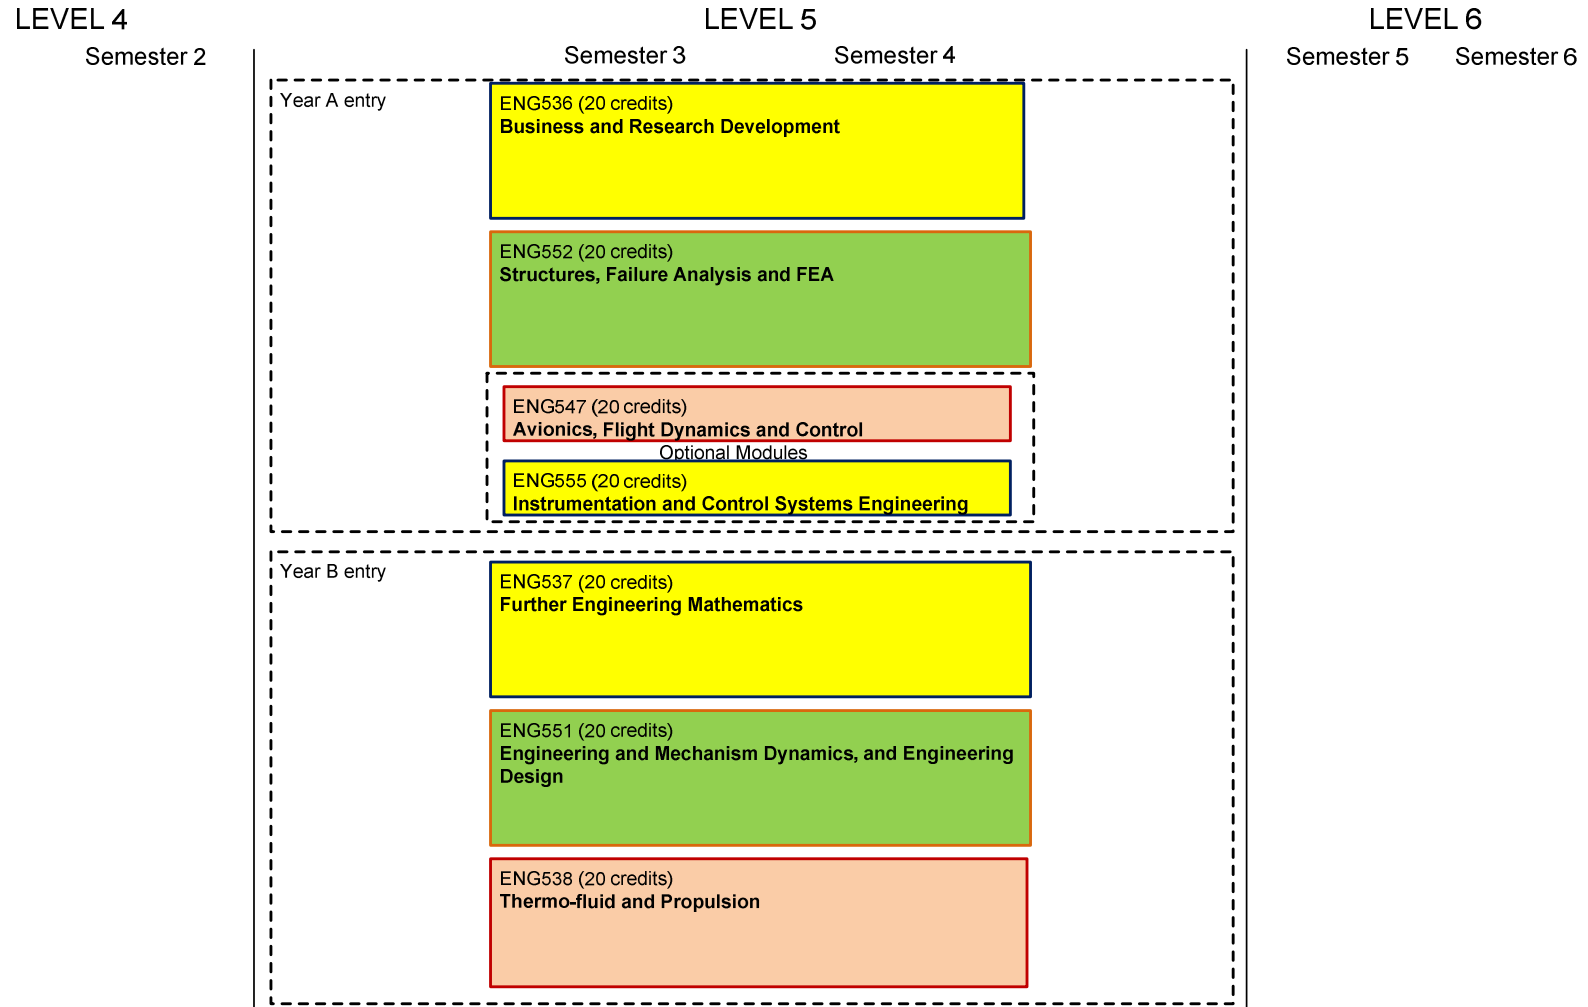 LEVEL 4
LEVEL 5
LEVEL 6
Semester 2
Semester 3
Semester 4
Semester 5
Semester 6
Year A entry
ENG536 (20 credits)
Business and Research Development
ENG552 (20 credits)
Structures, Failure Analysis and FEA
ENG547 (20 credits)
Avionics, Flight Dynamics and Control
Optional Modules
ENG555 (20 credits)
Instrumentation and Control Systems Engineering
Year B entry
ENG537 (20 credits)
Further Engineering Mathematics
ENG551 (20 credits)
Engineering and Mechanism Dynamics, and Engineering
Design
ENG538 (20 credits)
Thermo-fluid and Propulsion